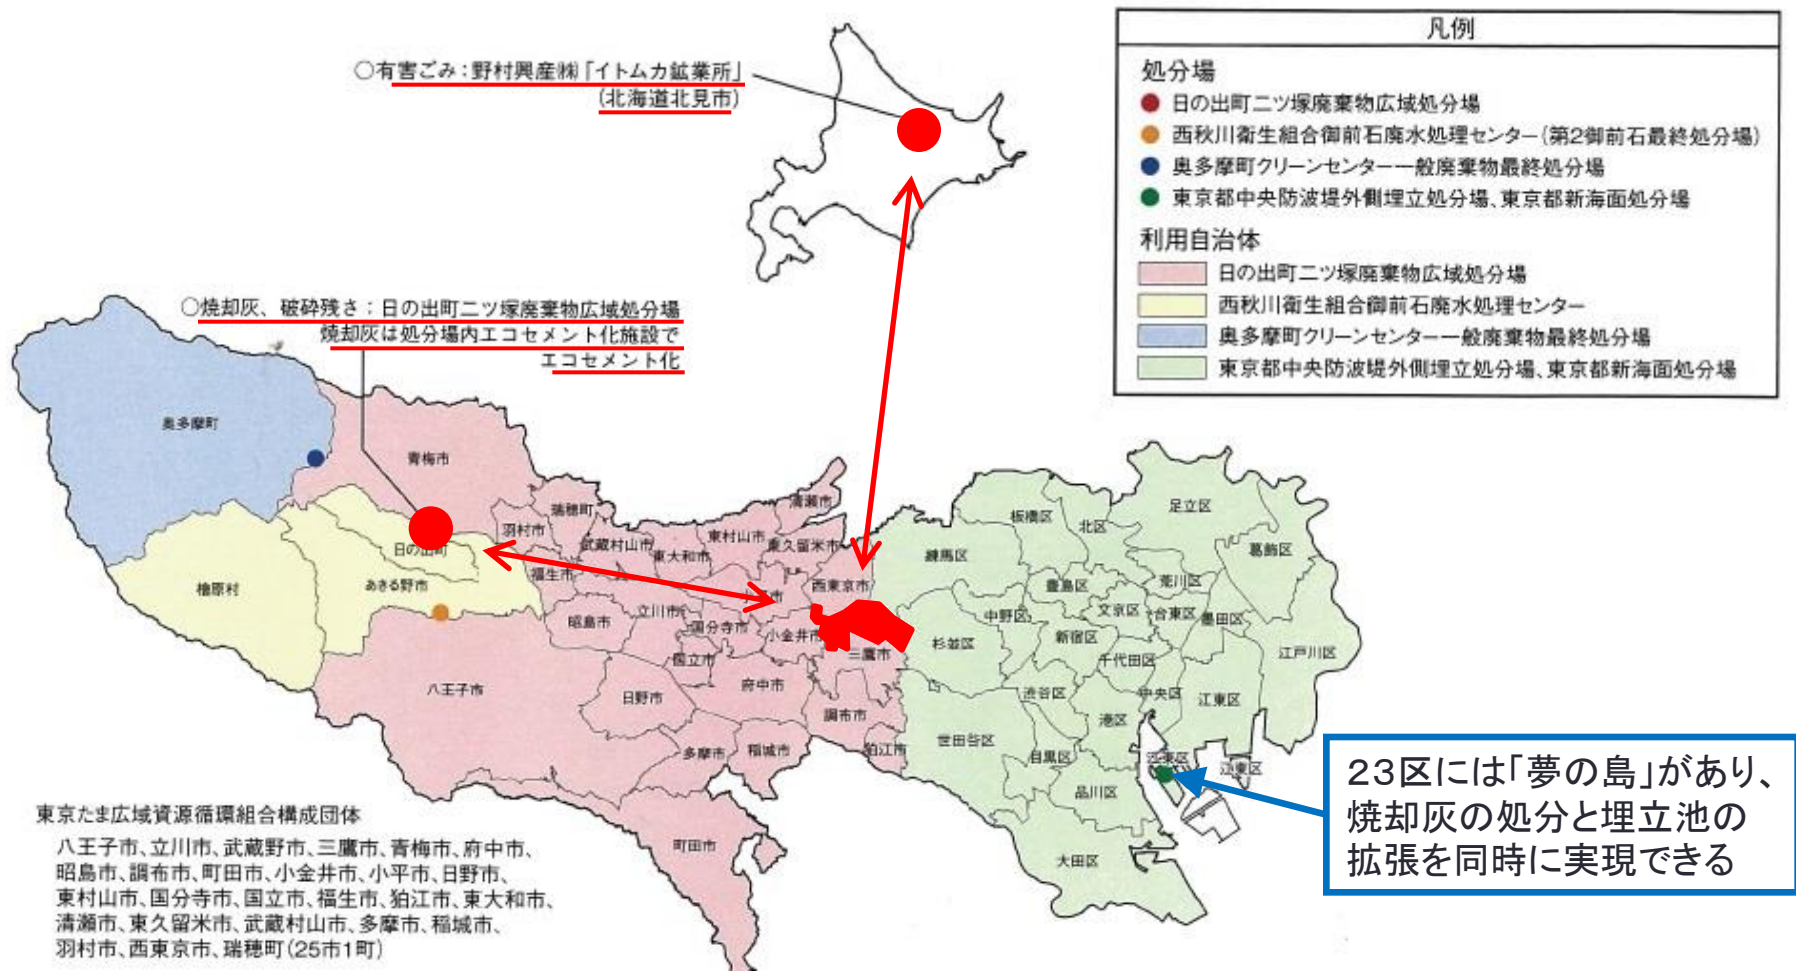 ○有害ごみ:野村興産㈱「イトムカ鉱業所」
(北海道北見市)
凡例
処分場
日の出町二ツ塚廃棄物広域処分場
西秋川衛生組合御前石廃水処理センター(第2御前石最終処分場)
奥多摩町クリーンセンター一般廃棄物最終処分場
東京都中央防波堤外側埋立処分場、東京都新海面処分場
利用自治体
日の出町二ツ塚廃棄物広域処分場
西秋川衛生組合御前石廃水処理センター
奥多摩町クリーンセンター一般廃棄物最終処分場
東京都中央防波堤外側埋立処分場、東京都新海面処分場
○焼却灰、破砕残さ:日の出町二ツ塚廃棄物広域処分場
焼却灰は処分場内エコセメント化施設で
エコセメント化
奥多摩町
青梅市
檜原村
日の出町
あきる野市
羽村市
瑞穂町
福生市
武蔵村山市
東大和市
東村山市
清瀬市
東久留米市
西東京市
昭島市
立川市
国分寺市
小金井市
国立市
三鷹市
八王子市
日野市
府中市
調布市
多摩市
稲城市
狛江市
町田市
練馬区
板橋区
北区
足立区
葛飾区
豊島区
荒川区
中野区
文京区
台東区
墨田区
杉並区
新宿区
千代田区
江戸川区
渋谷区
中央区
江東区
港区
世田谷区
目黒区
品川区
江東区
江東区
大田区
23区には「夢の島」があり、
焼却灰の処分と埋立池の
拡張を同時に実現できる
東京たま広域資源循環組合構成団体
八王子市、立川市、武蔵野市、三鷹市、青梅市、府中市、
昭島市、調布市、町田市、小金井市、小平市、日野市、
東村山市、国分寺市、国立市、福生市、狛江市、東大和市、
清瀬市、東久留米市、武蔵村山市、多摩市、稲城市、
羽村市、西東京市、瑞穂町(25市1町)